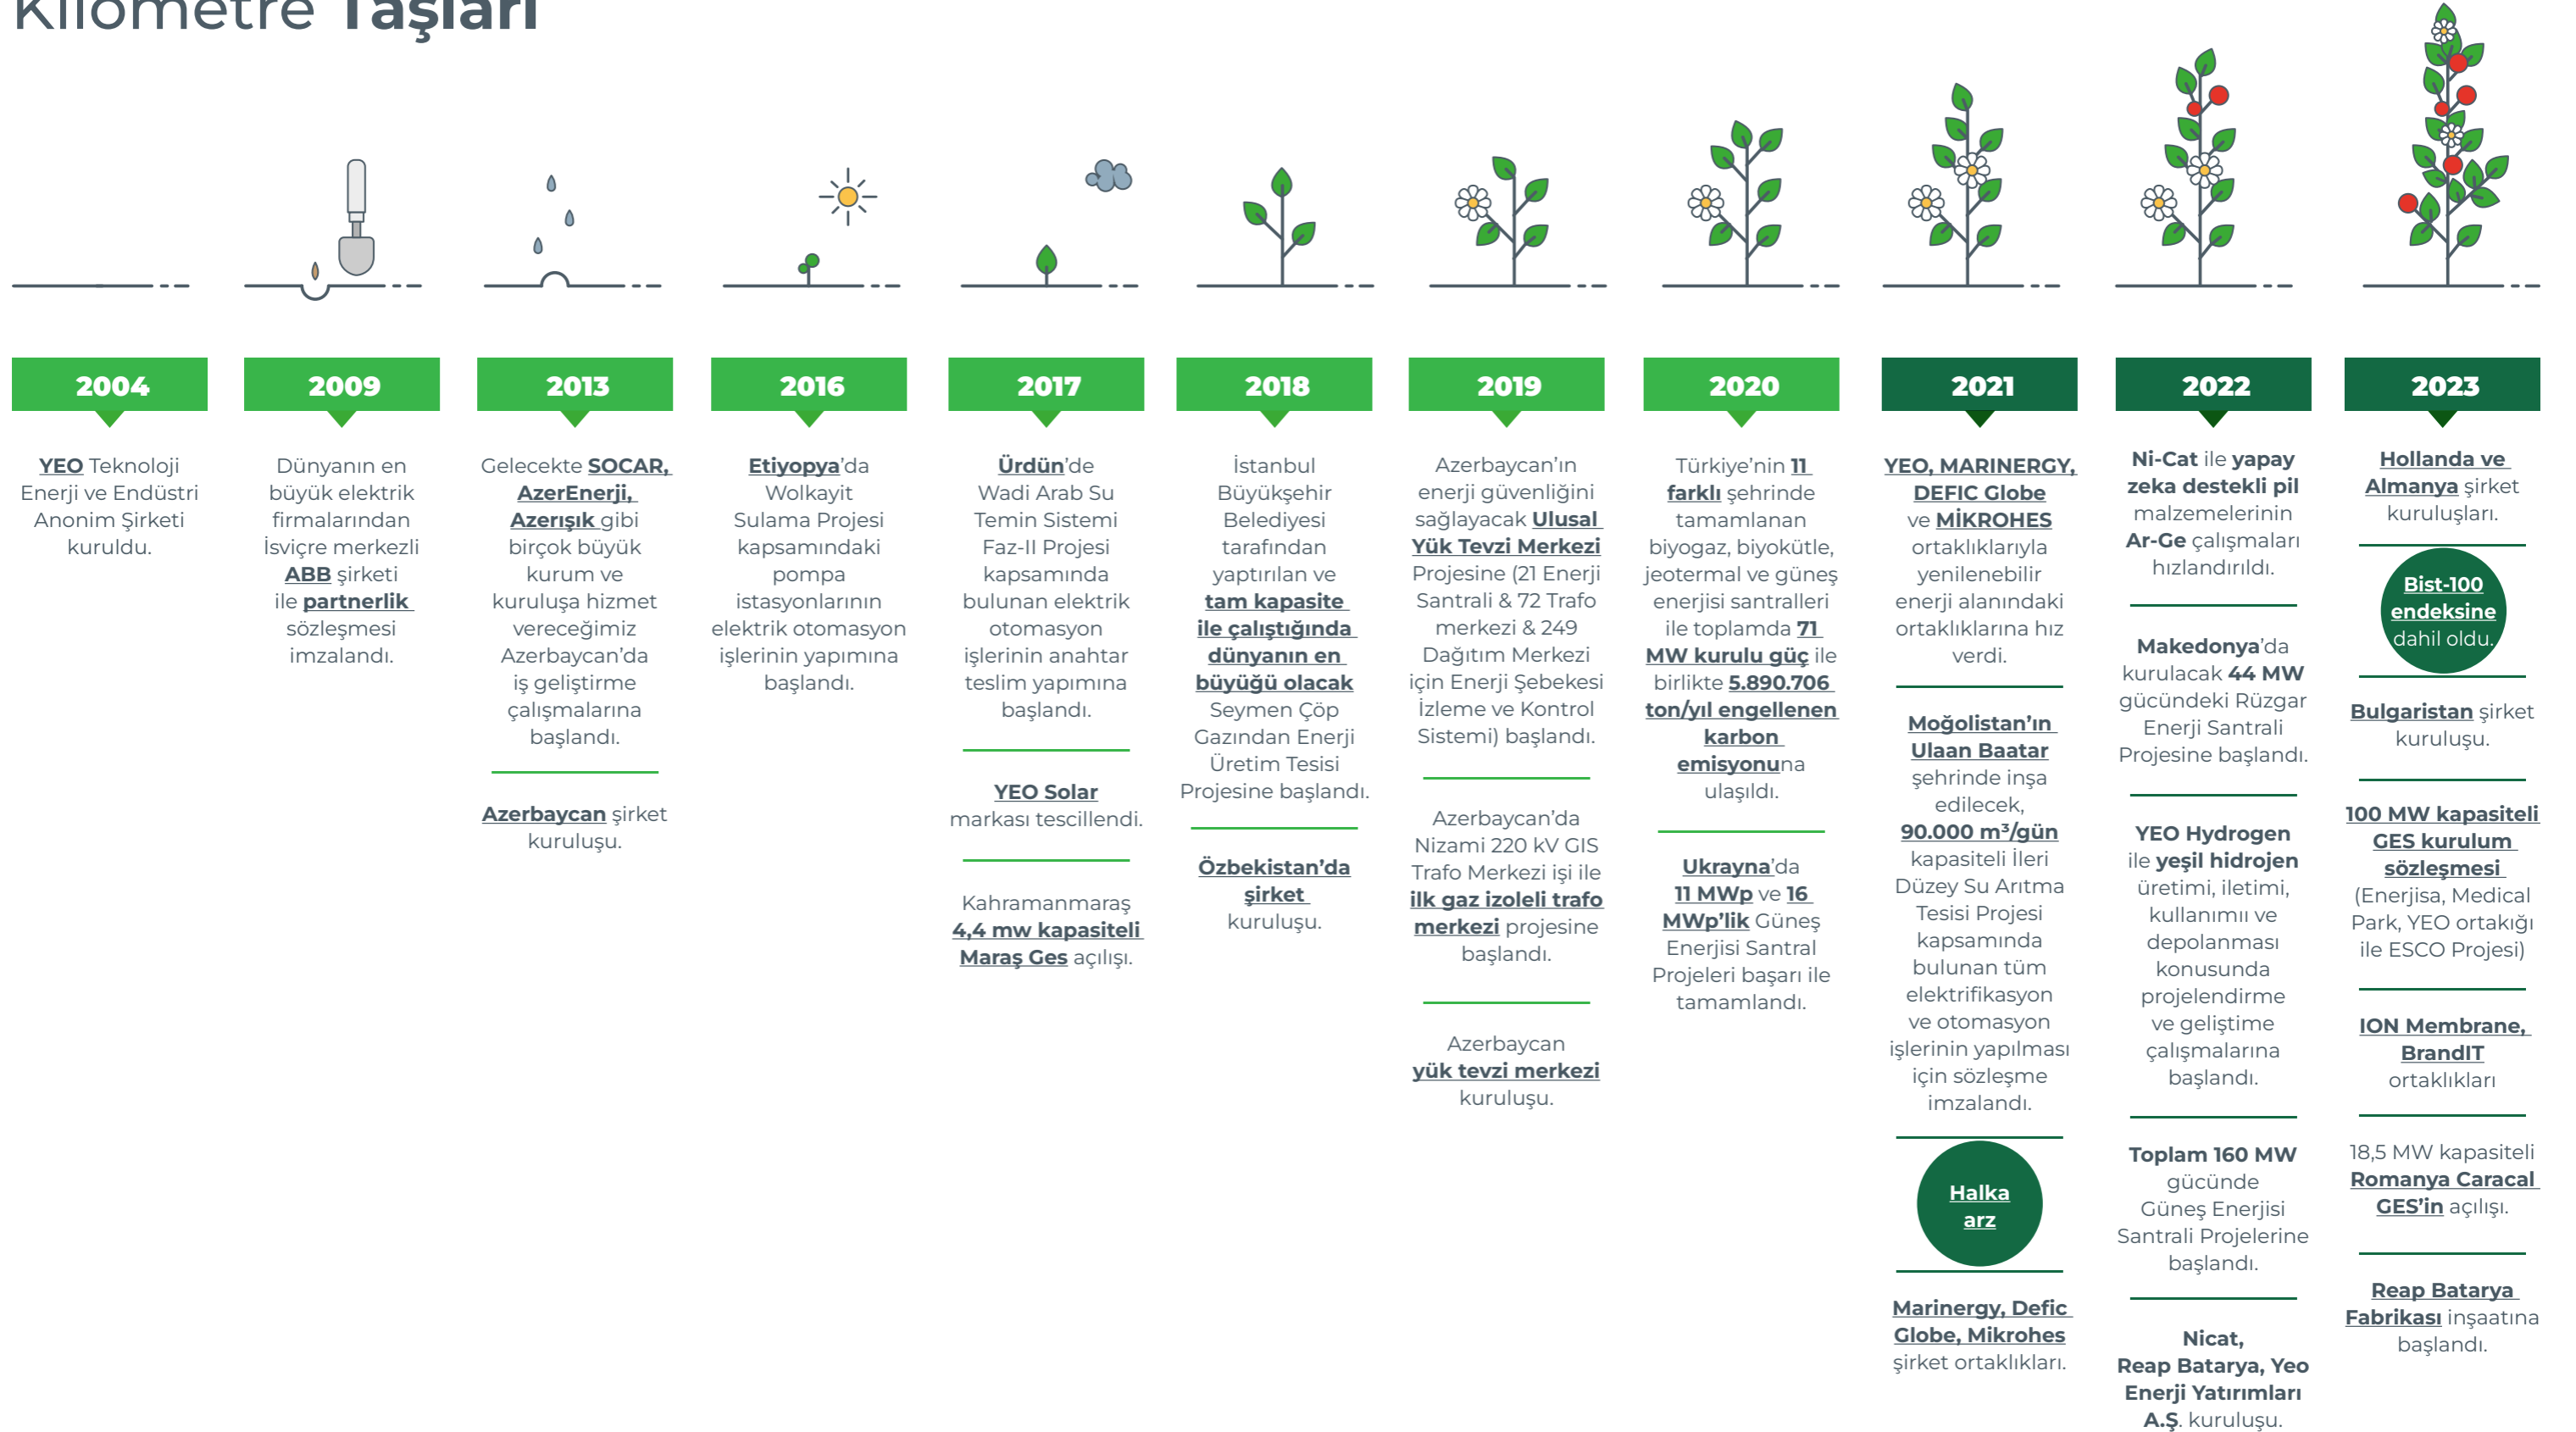 Kilometre Taşları
2004
YEO Teknoloji
Enerji ve Endüstri
Anonim Şirketi
kuruldu.
2009
Dünyanın en
büyük elektrik
firmalarından
İsviçre merkezli
ABB şirketi
ile partnerlik
sözleşmesi
imzalandı.
2013
Gelecekte SOCAR,
AzerEnerji,
Azerışık gibi
birçok büyük
kurum ve
kuruluşa hizmet
vereceğimiz
Azerbaycan’da
iş geliştirme
çalışmalarına
başlandı.
Azerbaycan şirket
kuruluşu.
2016
Etiyopya’da
Wolkayit
Sulama Projesi
kapsamındaki
pompa
istasyonlarının
elektrik otomasyon
işlerinin yapımına
başlandı.
2017
Ürdün’de
Wadi Arab Su
Temin Sistemi
Faz-II Projesi
kapsamında
bulunan elektrik
otomasyon
işlerinin anahtar
teslim yapımına
başlandı.
YEO Solar
markası tescillendi.
Kahramanmaraş
4,4 mw kapasiteli
Maraş Ges açılışı.
2018
İstanbul
Büyükşehir
Belediyesi
tarafından
yaptırılan ve
tam kapasite
ile çalıştığında
dünyanın en
büyüğü olacak
Seymen Çöp
Gazından Enerji
Üretim Tesisi
Projesine başlandı.
Özbekistan’da
şirket
kuruluşu.
2019
Azerbaycan’ın
enerji güvenliğini
sağlayacak Ulusal
Yük Tevzi Merkezi
Projesine (21 Enerji
Santrali & 72 Trafo
merkezi & 249
Dağıtım Merkezi
için Enerji Şebekesi
İzleme ve Kontrol
Sistemi) başlandı.
Azerbaycan’da
Nizami 220 kV GIS
Trafo Merkezi işi ile
ilk gaz izoleli trafo
merkezi projesine
başlandı.
Azerbaycan
yük tevzi merkezi
kuruluşu.
2020
Türkiye’nin 11
farklı şehrinde
tamamlanan
biyogaz, biyokütle,
jeotermal ve güneş
enerjisi santralleri
ile toplamda 71
MW kurulu güç ile
birlikte 5.890.706
ton/yıl engellenen
karbon
emisyonuna
ulaşıldı.
Ukrayna’da
11 MWp ve 16
MWp’lik Güneş
Enerjisi Santral
Projeleri başarı ile
tamamlandı.
2021
YEO, MARINERGY,
DEFIC Globe
ve MİKROHES
ortaklıklarıyla
yenilenebilir
enerji alanındaki
ortaklıklarına hız
verdi.
Moğolistan’ın
Ulaan Baatar
şehrinde inşa
edilecek,
90.000 m³/gün
kapasiteli İleri
Düzey Su Arıtma
Tesisi Projesi
kapsamında
bulunan tüm
elektrifikasyon
ve otomasyon
işlerinin yapılması
için sözleşme
imzalandı.
Halka
arz
Marinergy, Defic
Globe, Mikrohes
şirket ortaklıkları.
2022
Ni-Cat ile yapay
zeka destekli pil
malzemelerinin
Ar-Ge çalışmaları
hızlandırıldı.
Makedonya’da
kurulacak 44 MW
gücündeki Rüzgar
Enerji Santrali
Projesine başlandı.
YEO Hydrogen
ile yeşil hidrojen
üretimi, iletimi,
kullanımıı ve
depolanması
konusunda
projelendirme
ve geliştime
çalışmalarına
başlandı.
Toplam 160 MW
gücünde
Güneş Enerjisi
Santrali Projelerine
başlandı.
Nicat,
Reap Batarya, Yeo
Enerji Yatırımları
A.Ş. kuruluşu.
2023
Hollanda ve
Almanya şirket
kuruluşları.
Bist-100
endeksine
dahil oldu.
Bulgaristan şirket
kuruluşu.
100 MW kapasiteli
GES kurulum
sözleşmesi
(Enerjisa, Medical
Park, YEO ortakığı
ile ESCO Projesi)
ION Membrane,
BrandIT
ortaklıkları
18,5 MW kapasiteli
Romanya Caracal
GES’in açılışı.
Reap Batarya
Fabrikası inşaatına
başlandı.